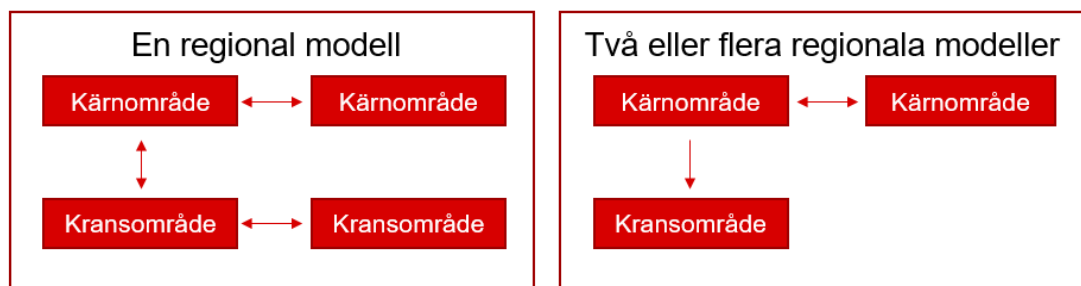 En regional modell
Kärnområde
Kärnområde
Kransområde
Kransområde
Två eller flera regionala modeller
Kärnområde
Kärnområde
Kransområde